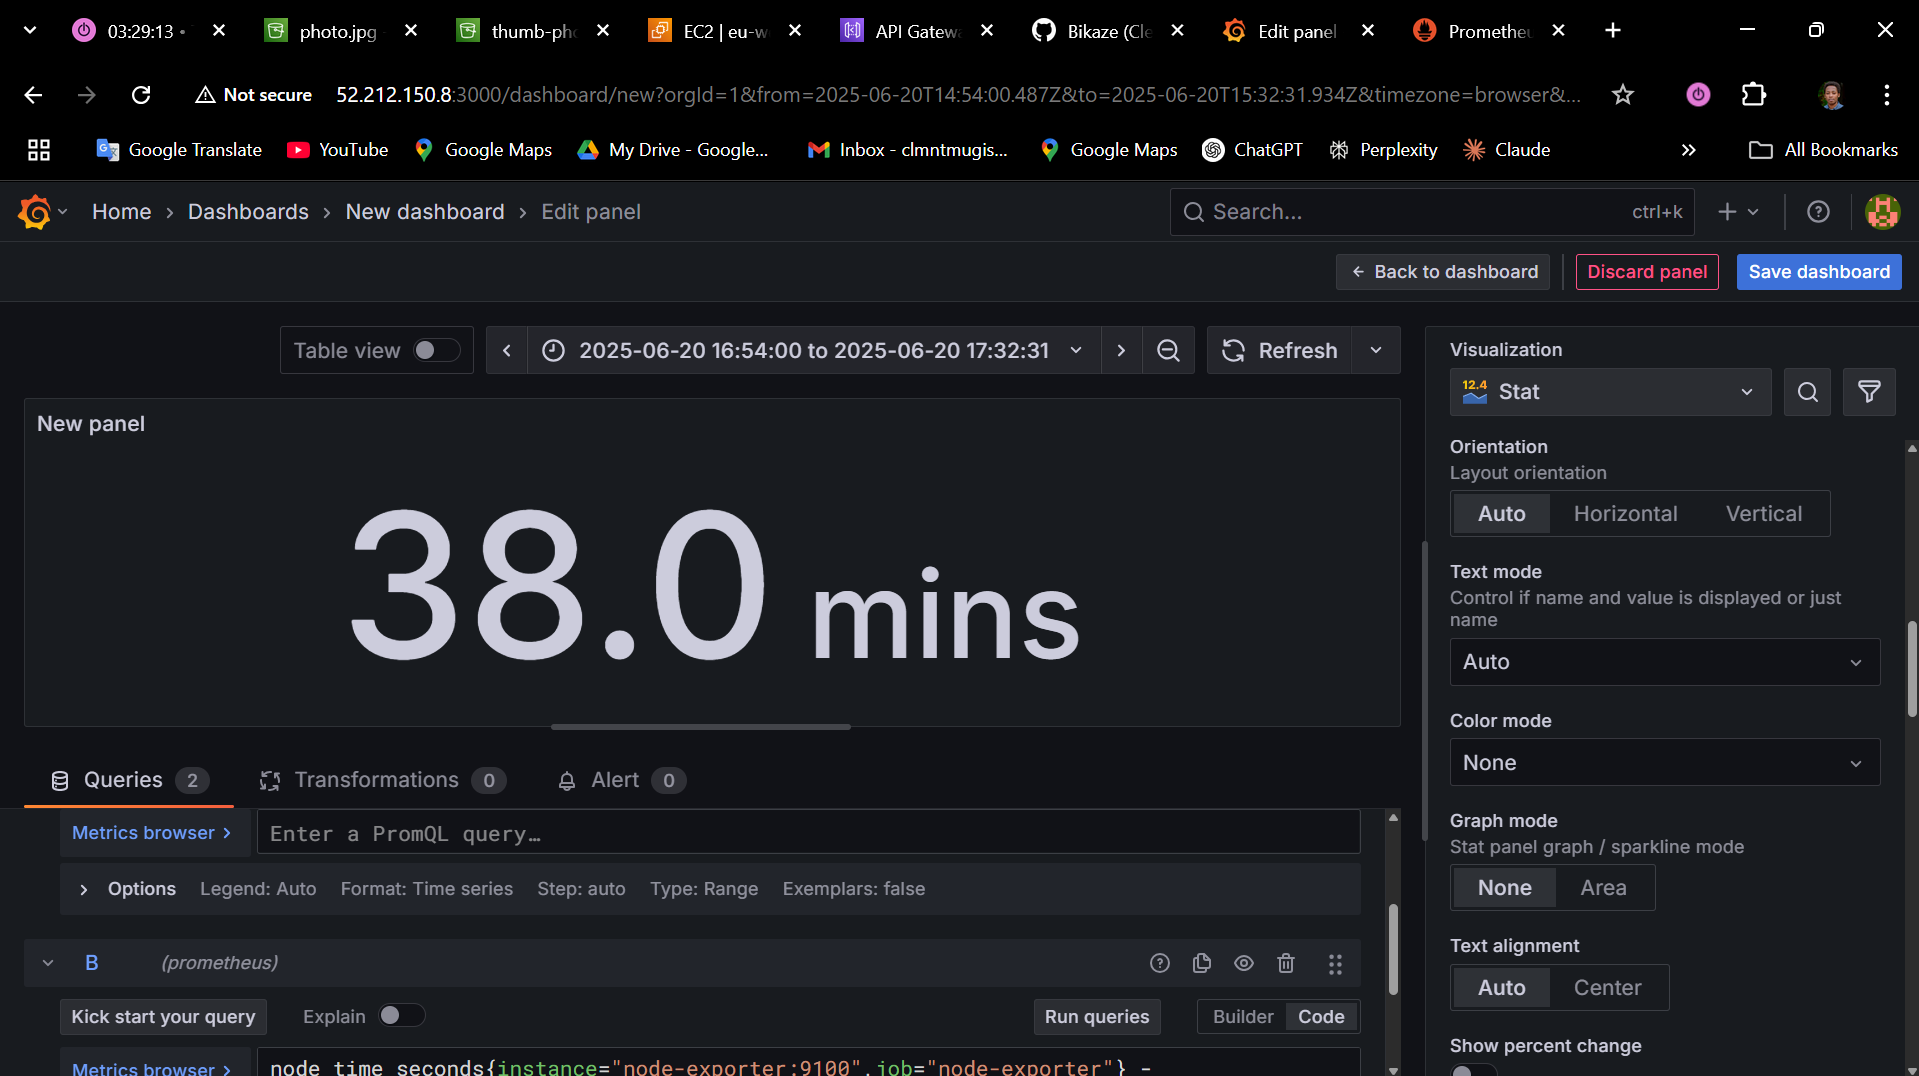 03:29:13 •
photo.jpg
thumb-pho
EC2 | eu-w
API Gatewa
Bikaze (Cle
Edit panel
Prometheu
Not secure
52.212.150.8:3000/dashboard/new?orgId=1&from=2025-06-20T14:54:00.487Z&to=2025-06-20T15:32:31.934Z&timezone=browser&...
Google Translate
YouTube
Google Maps
My Drive - Google...
Inbox - clmntmugis...
Google Maps
ChatGPT
Perplexity
Claude
All Bookmarks
Home › Dashboards › New dashboard › Edit panel
Search...
ctrl+k
Back to dashboard
Discard panel
Save dashboard
Table view
2025-06-20 16:54:00 to 2025-06-20 17:32:31
Refresh
New panel
38.0 mins
Queries 2
Transformations 0
Alert 0
Metrics browser >
Enter a PromQL query…
Options Legend: Auto Format: Time series Step: auto Type: Range Exemplars: false
B (prometheus)
Kick start your query
Explain
Run queries
Builder
Code
Metrics browser >
node_time_seconds{instance="node-exporter:9100",job="node-exporter"} -
Visualization
12.4
Stat
Orientation
Layout orientation
Auto
Horizontal
Vertical
Text mode
Control if name and value is displayed or just
name
Auto
Color mode
None
Graph mode
Stat panel graph / sparkline mode
None
Area
Text alignment
Auto
Center
Show percent change